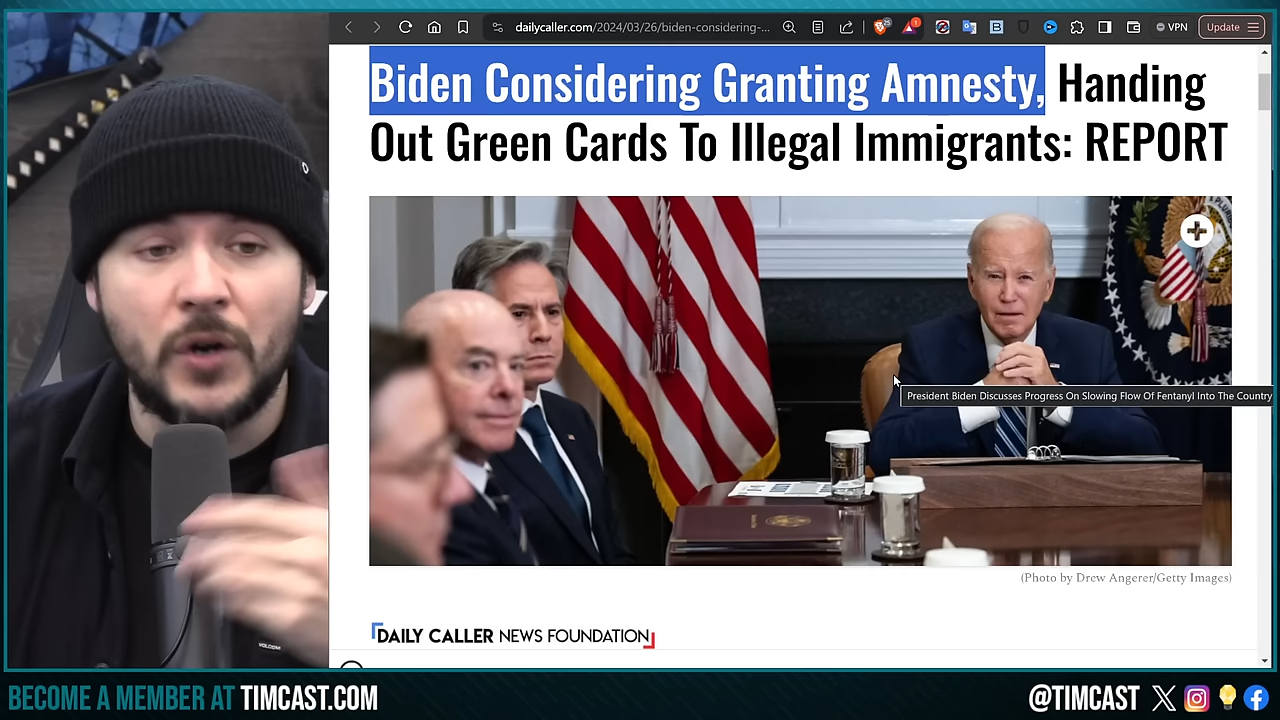 dailycaller.com/2024/03/26/biden-considering-...
VPN
Update
Biden Considering Granting Amnesty, Handing
Out Green Cards To Illegal Immigrants: REPORT
President Biden Discusses Progress On Slowing Flow Of Fentanyl Into The Country
(Photo by Drew Angerer/Getty Images)
DAILY CALLER NEWS FOUNDATION
VOLCOM
BECOME A MEMBER AT TIMCAST.COM
@TIMCAST